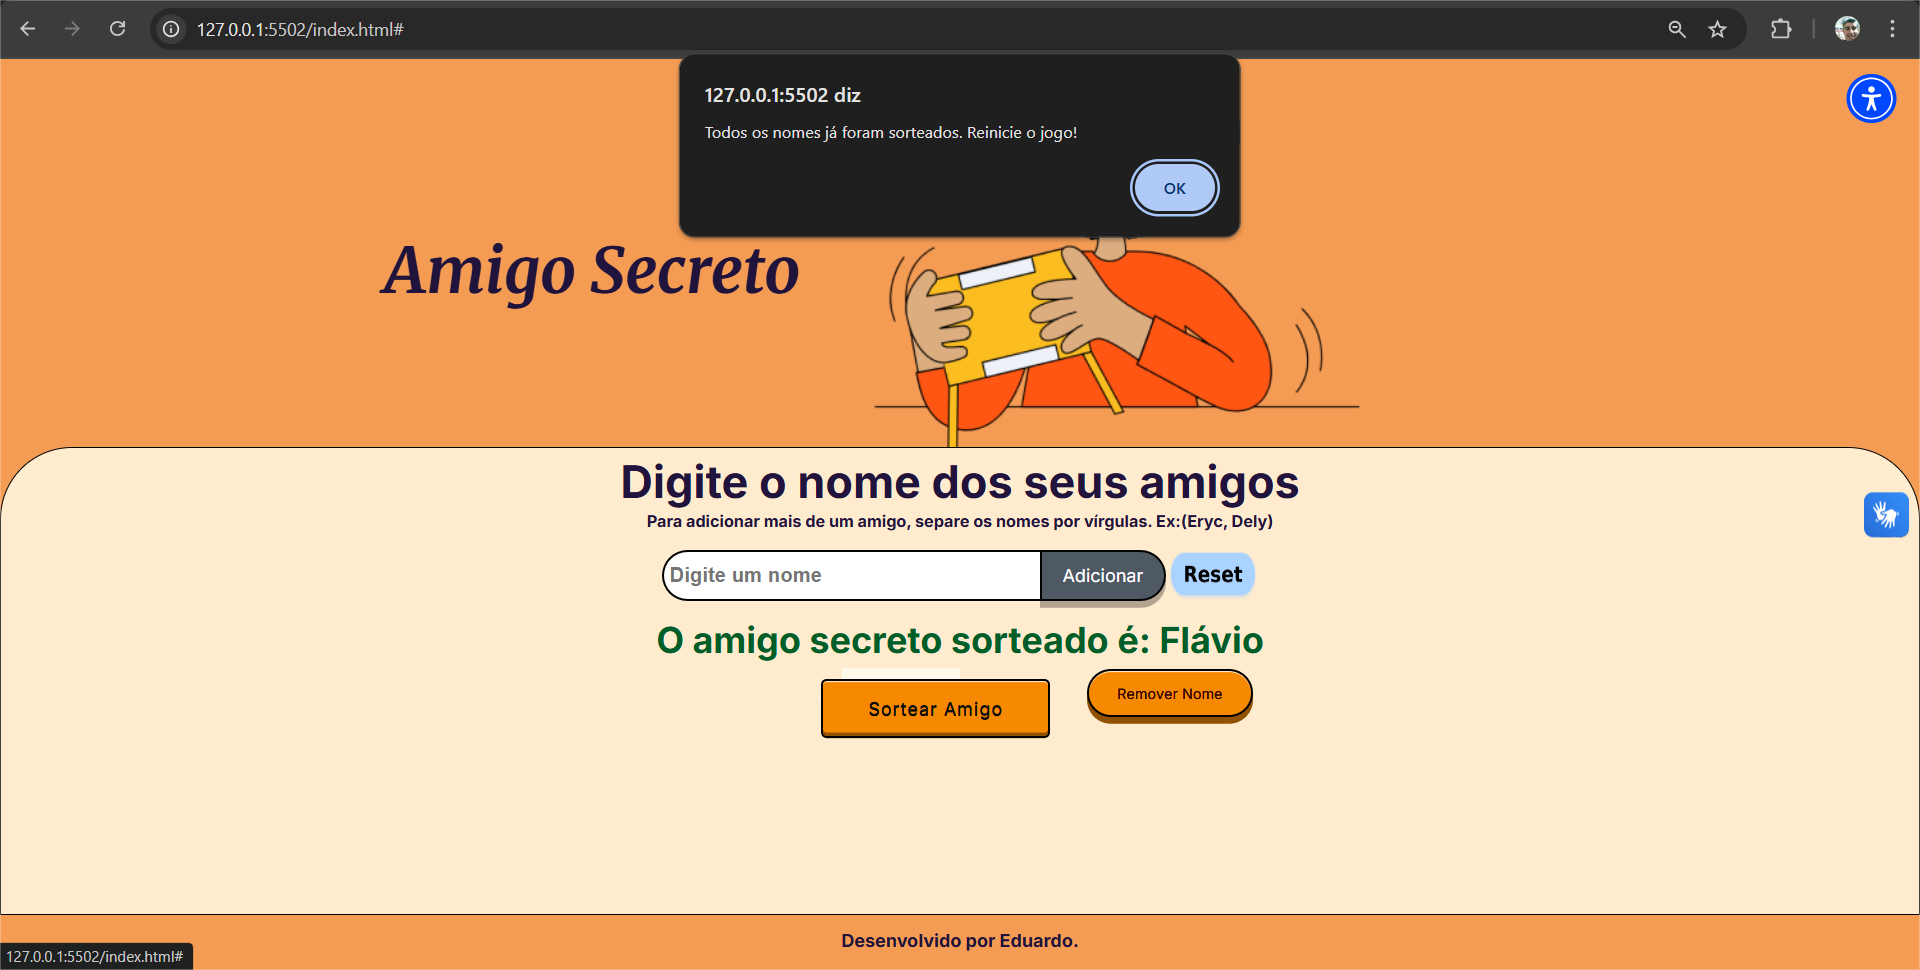 127.0.0.1:5502/index.html#
127.0.0.1:5502 diz
Todos os nomes já foram sorteados. Reinicie o jogo!
OK
Amigo Secreto
Digite o nome dos seus amigos
Para adicionar mais de um amigo, separe os nomes por vírgulas. Ex:(Eryc, Dely)
Digite um nome
Adicionar
Reset
O amigo secreto sorteado é: Flávio
Sortear Amigo
Remover Nome
Desenvolvido por Eduardo.
127.0.0.1:5502/index.html#